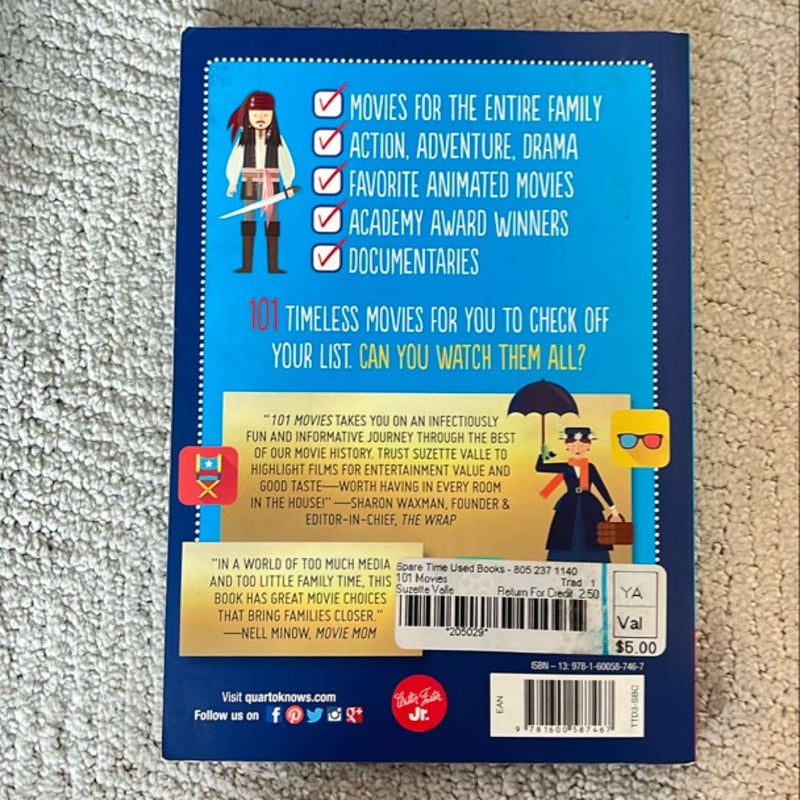 MOVIES FOR THE ENTIRE FAMILY
ACTION, ADVENTURE, DRAMA
FAVORITE ANIMATED MOVIES
ACADEMY AWARD WINNERS
DOCUMENTARIES
101 TIMELESS MOVIES FOR YOU TO CHECK OFF
YOUR LIST. CAN YOU WATCH THEM ALL?
"101 MOVIES TAKES YOU ON AN INFECTIOUSLY
FUN AND INFORMATIVE JOURNEY THROUGH THE BEST
OF OUR MOVIE HISTORY. TRUST SUZETTE VALLE TO
HIGHLIGHT FILMS FOR ENTERTAINMENT VALUE AND
GOOD TASTE—WORTH HAVING IN EVERY ROOM
IN THE HOUSE!" —SHARON WAXMAN, FOUNDER &
EDITOR-IN-CHIEF, THE WRAP
"IN A WORLD OF TOO MUCH MEDIA
AND TOO LITTLE FAMILY TIME, THIS
BOOK HAS GREAT MOVIE CHOICES
THAT BRING FAMILIES CLOSER."
—NELL MINOW, MOVIE MOM
Spare Time Used Books - 805 237 1140
101 Movies Trad 1
Suzette Valle Return For Credit 2.50
*205029*
YA
Val
$5.00
ISBN – 13: 978-1-60058-746-7
EAN
9 781600 587467
TTD3-SBC
Visit quartoknows.com
Follow us on
Walter Foster
Jr.